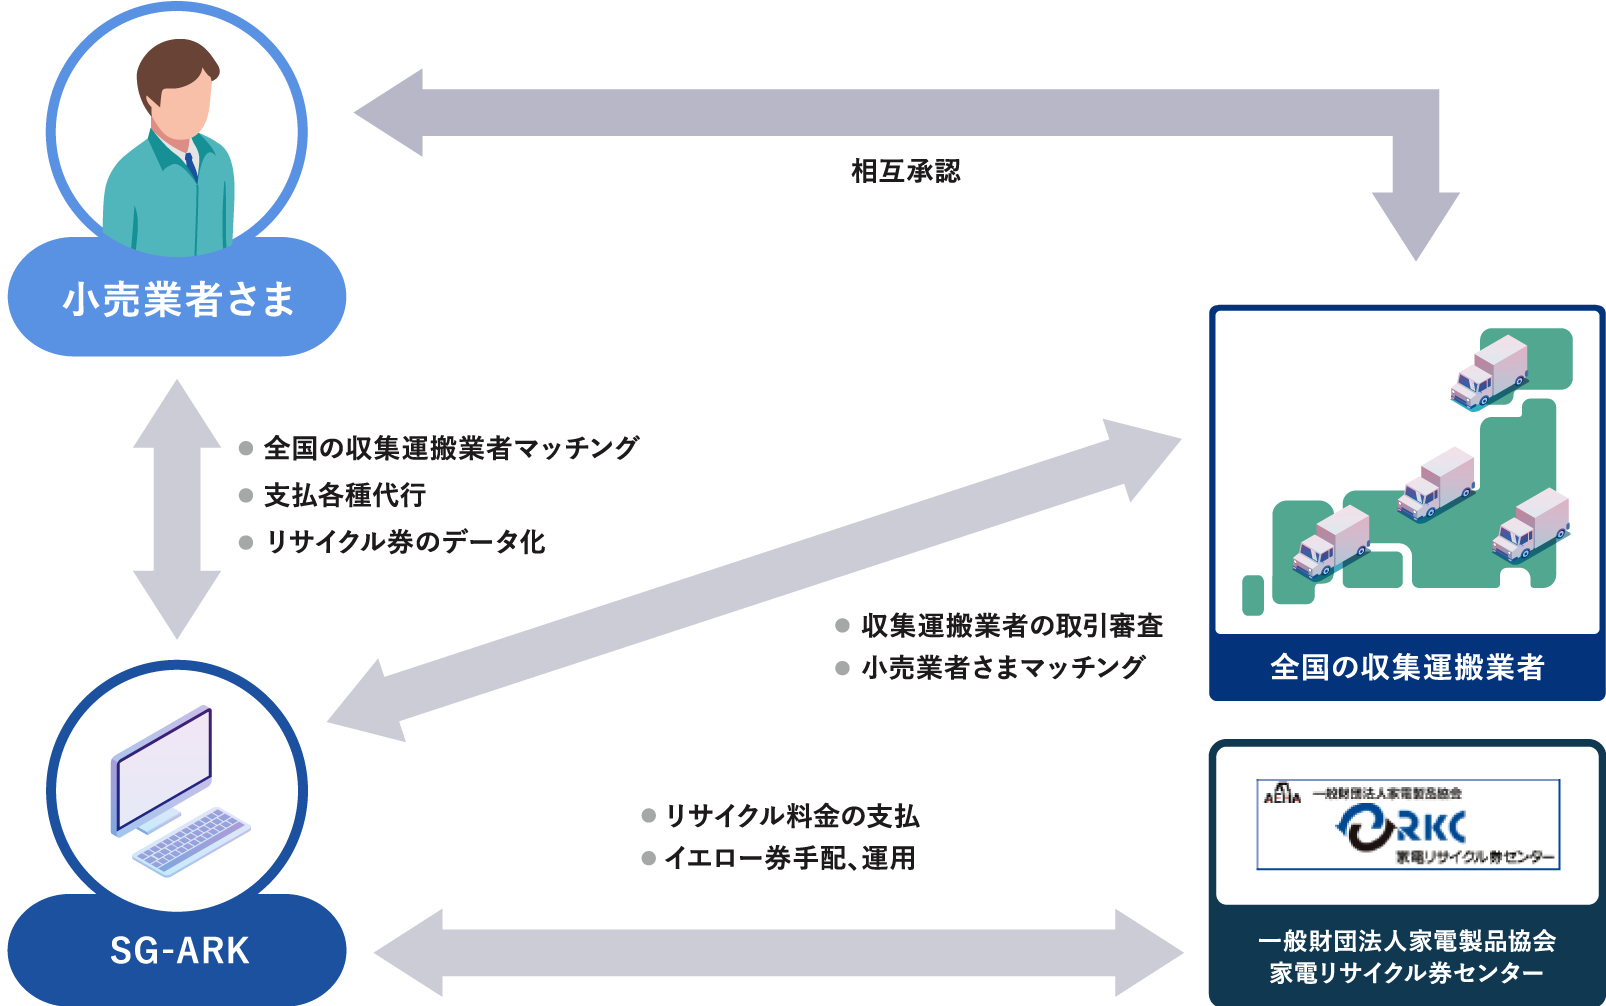 相互承認
小売業者さま
全国の収集運搬業者マッチング
支払各種代行
リサイクル券のデータ化
収集運搬業者の取引審査
小売業者さまマッチング
全国の収集運搬業者
リサイクル料金の支払
イエロー券手配、運用
AEHA 一般財団法人家電製品協会
RKC
家電リサイクル券センター
SG-ARK
一般財団法人家電製品協会
家電リサイクル券センター